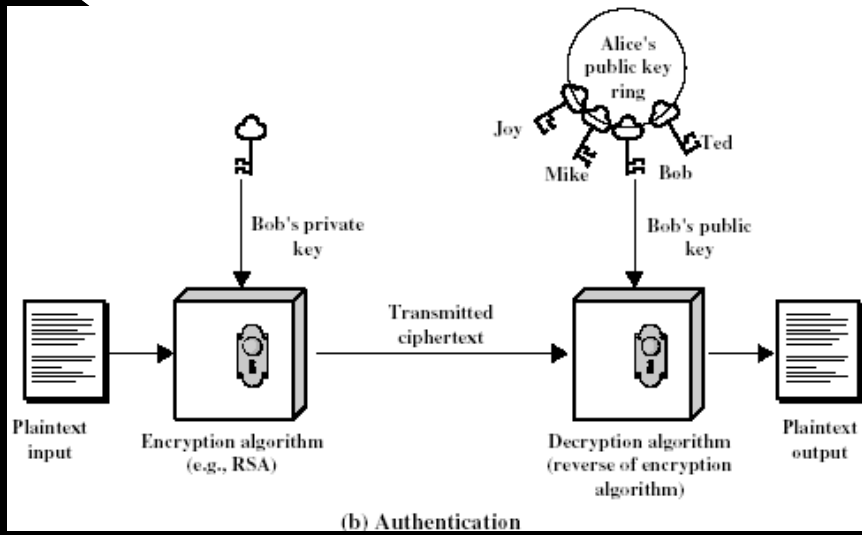 Alice's
public key
ring
Joy
Ted
Mike
Bob
Bob's private
key
Bob's public
key
Transmitted
ciphertext
Plaintext
input
Encryption algorithm
(e.g., RSA)
Decryption algorithm
(reverse of encryption
algorithm)
Plaintext
output
(b) Authentication